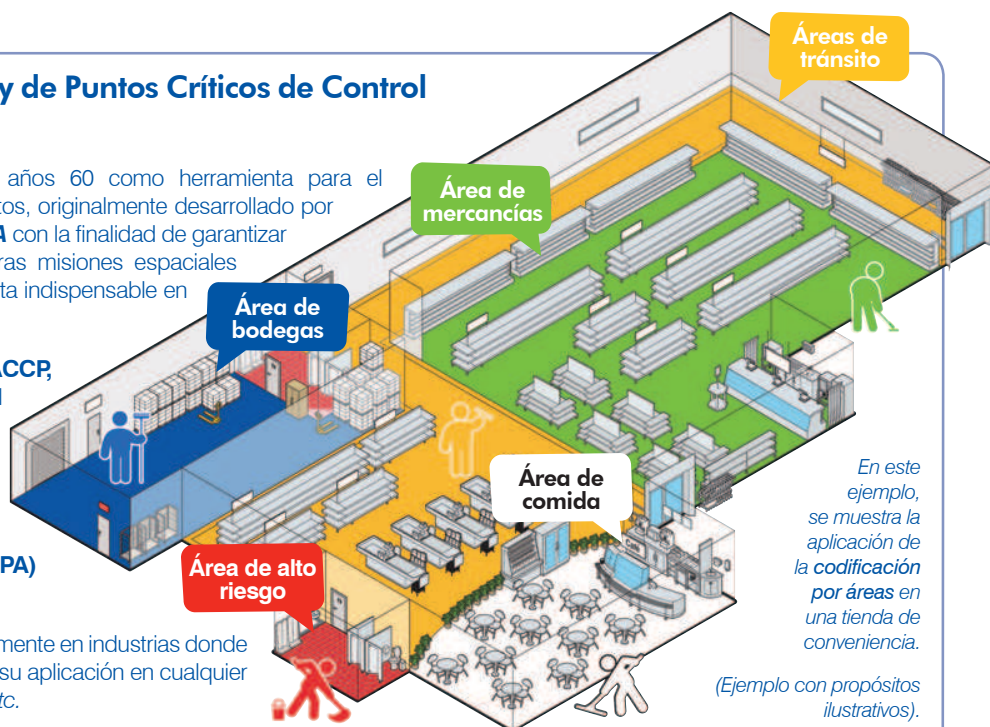 y de Puntos Críticos de Control
años 60 como herramienta para el
tos, originalmente desarrollado por
A con la finalidad de garantizar
ras misiones espaciales
ta indispensable en
ACCP,
PA)
mente en industrias donde
su aplicación en cualquier
tc.
Áreas de
tránsito
Área de
mercancías
Área de
bodegas
Área de
comida
Área de alto
riesgo
En este
ejemplo,
se muestra la
aplicación de
la codificación
por áreas en
una tienda de
conveniencia.
(Ejemplo con propósitos
ilustrativos).